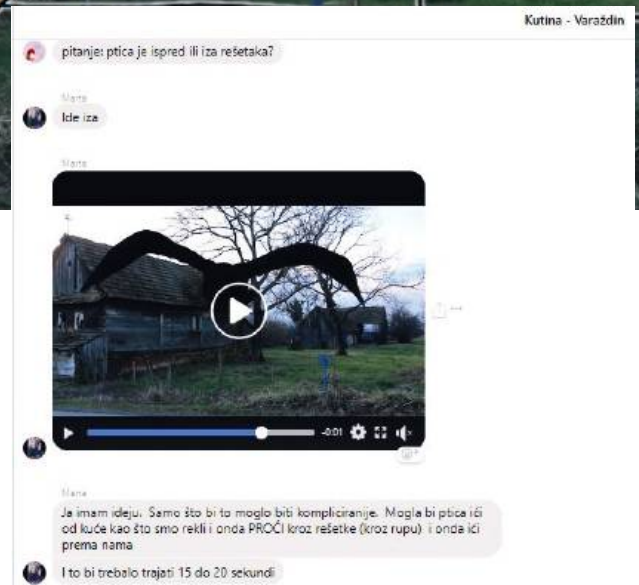 Kutina - Varaždin
pitanje: ptica je ispred ili iza rešetaka?
Marta
Ide iza
Marta
-0:01
Marta
Ja imam ideju. Samo što bi to moglo biti kompliciranije. Mogla bi ptica ići
od kuće kao što smo rekli i onda PROĆI kroz rešetke (kroz rupu) i onda ići
prema nama
I to bi trebalo trajati 15 do 20 sekundi